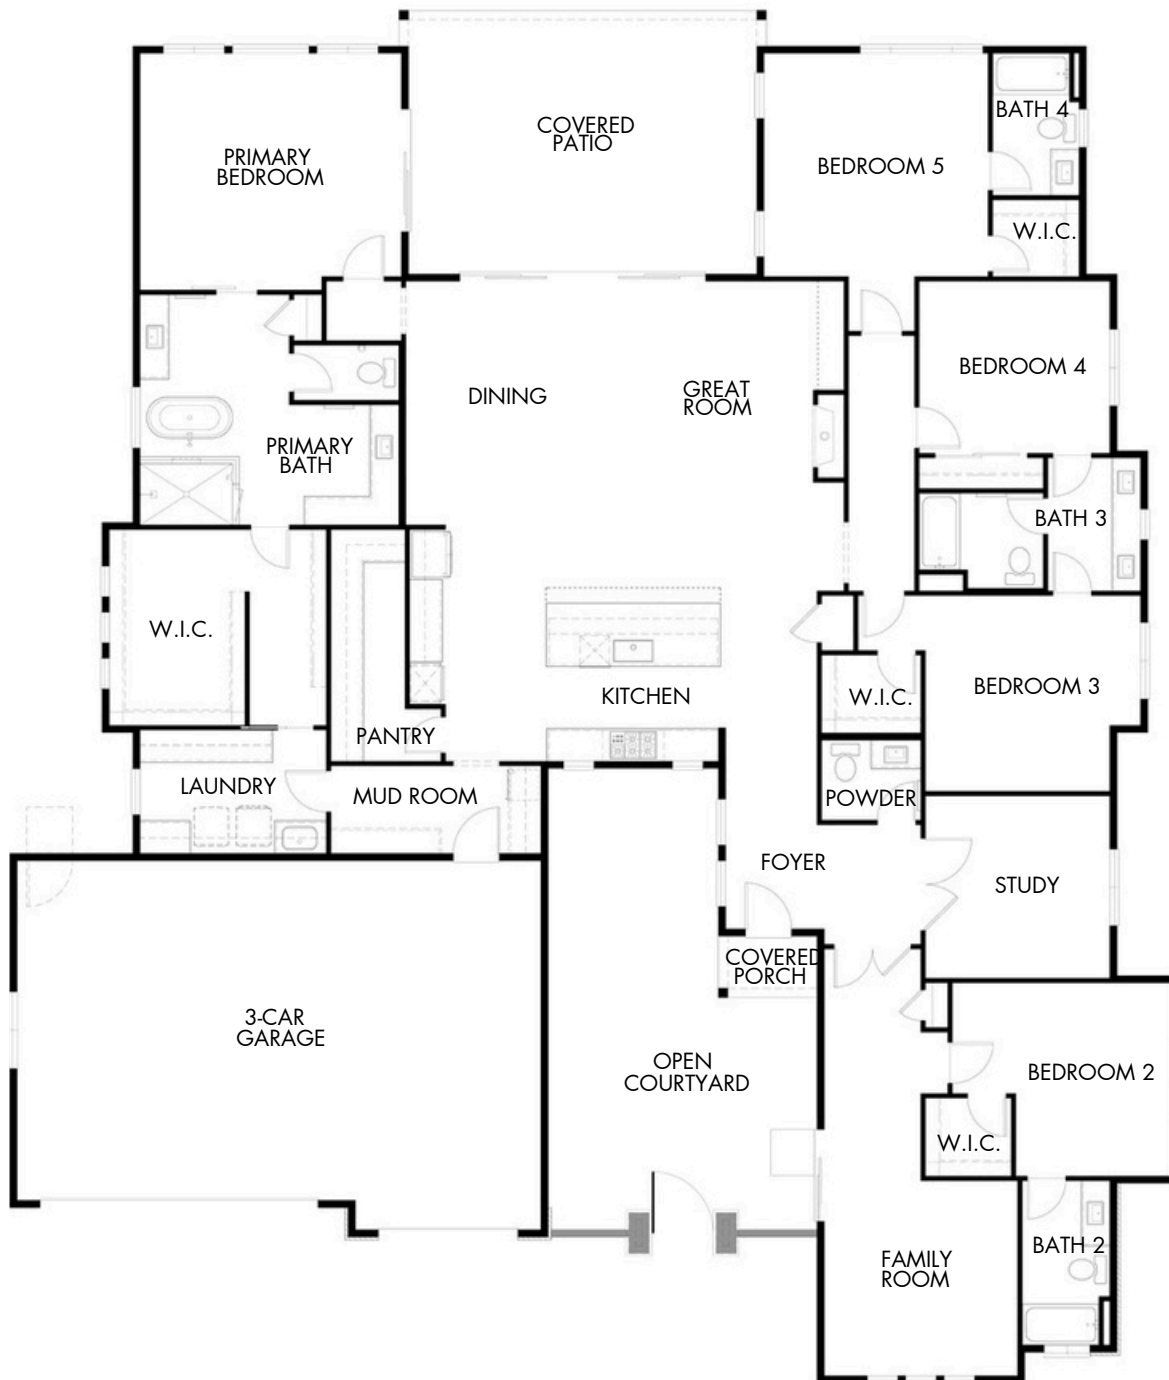 BATH 4
COVERED
PATIO
PRIMARY
BEDROOM
BEDROOM 5
W.I.C.
BEDROOM 4
DINING
GREAT
ROOM
PRIMARY
BATH
BATH 3
W.I.C.
BEDROOM 3
KITCHEN
W.I.C.
PANTRY
LAUNDRY
MUD ROOM
POWDER
FOYER
STUDY
COVERED
PORCH
3-CAR
GARAGE
OPEN
COURTYARD
BEDROOM 2
W.I.C.
BATH 2
FAMILY
ROOM